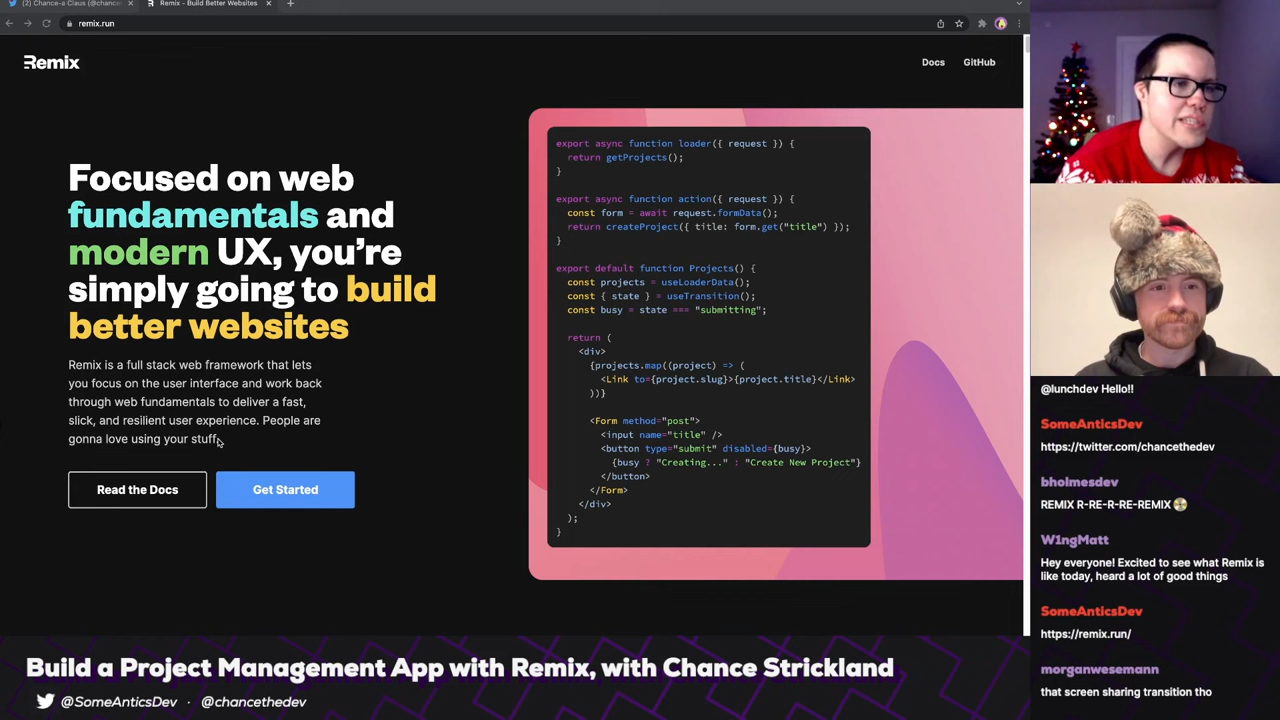 (2) Chance-a Claus (@chance
Remix - Build Better Websites
remix.run
Remix
Docs
GitHub
Focused on web
fundamentals and
modern UX, you're
simply going to build
better websites
Remix is a full stack web framework that lets
you focus on the user interface and work back
through web fundamentals to deliver a fast,
slick, and resilient user experience. People are
gonna love using your stuff.
Read the Docs
Get Started
export async function loader({ request }) {
return getProjects();
}
export async function action({ request }) {
const form = await request.formData();
return createProject({ title: form.get("title") });
}
export default function Projects() {
const projects = useLoaderData();
const { state } = useTransition();
const busy = state === "submitting";
return (
<div>
{projects.map((project) => (
<Link to={project.slug}>{project.title}</Link>
))}
<Form method="post">
<input name="title" />
<button type="submit" disabled={busy}>
{busy ? "Creating..." : "Create New Project"}
</button>
</Form>
</div>
);
}
@lunchdev Hello!!
SomeAnticsDev
https://twitter.com/chancethedev
bholmesdev
REMIX R-RE-R-RE-REMIX 📀
W1ngMatt
Hey everyone! Excited to see what Remix is
like today, heard a lot of good things
SomeAnticsDev
https://remix.run/
morganwesemann
that screen sharing transition tho
Build a Project Management App with Remix, with Chance Strickland
@SomeAnticsDev · @chancethedev